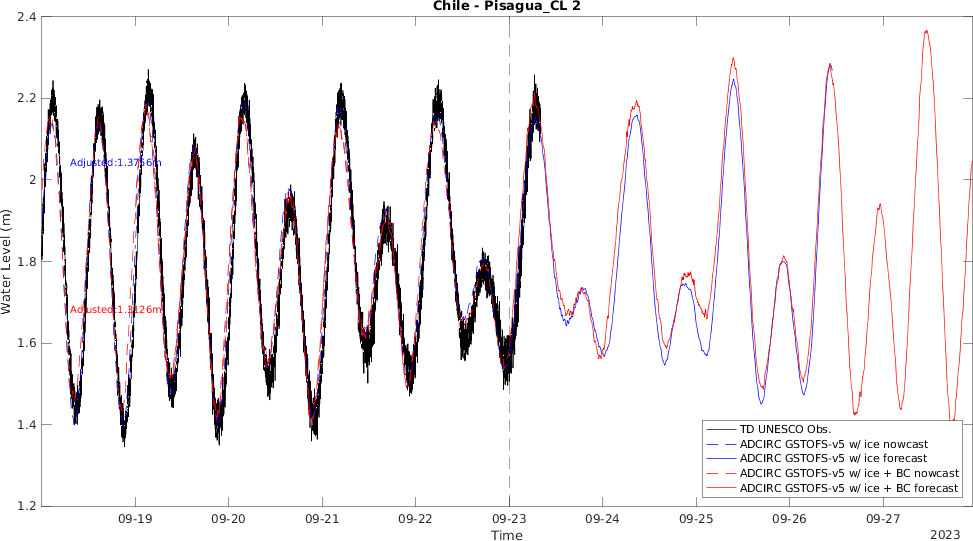 Chile - Pisagua_CL 2
2.4
2.2
2
1.8
1.6
1.4
1.2
Water Level (m)
Adjusted:1.3756m
Adjusted:1.3126m
TD UNESCO Obs.
ADCIRC GSTOFS-v5 w/ ice nowcast
ADCIRC GSTOFS-v5 w/ ice forecast
ADCIRC GSTOFS-v5 w/ ice + BC nowcast
ADCIRC GSTOFS-v5 w/ ice + BC forecast
09-19 09-20 09-21 09-22 09-23 09-24 09-25 09-26 09-27
Time
2023